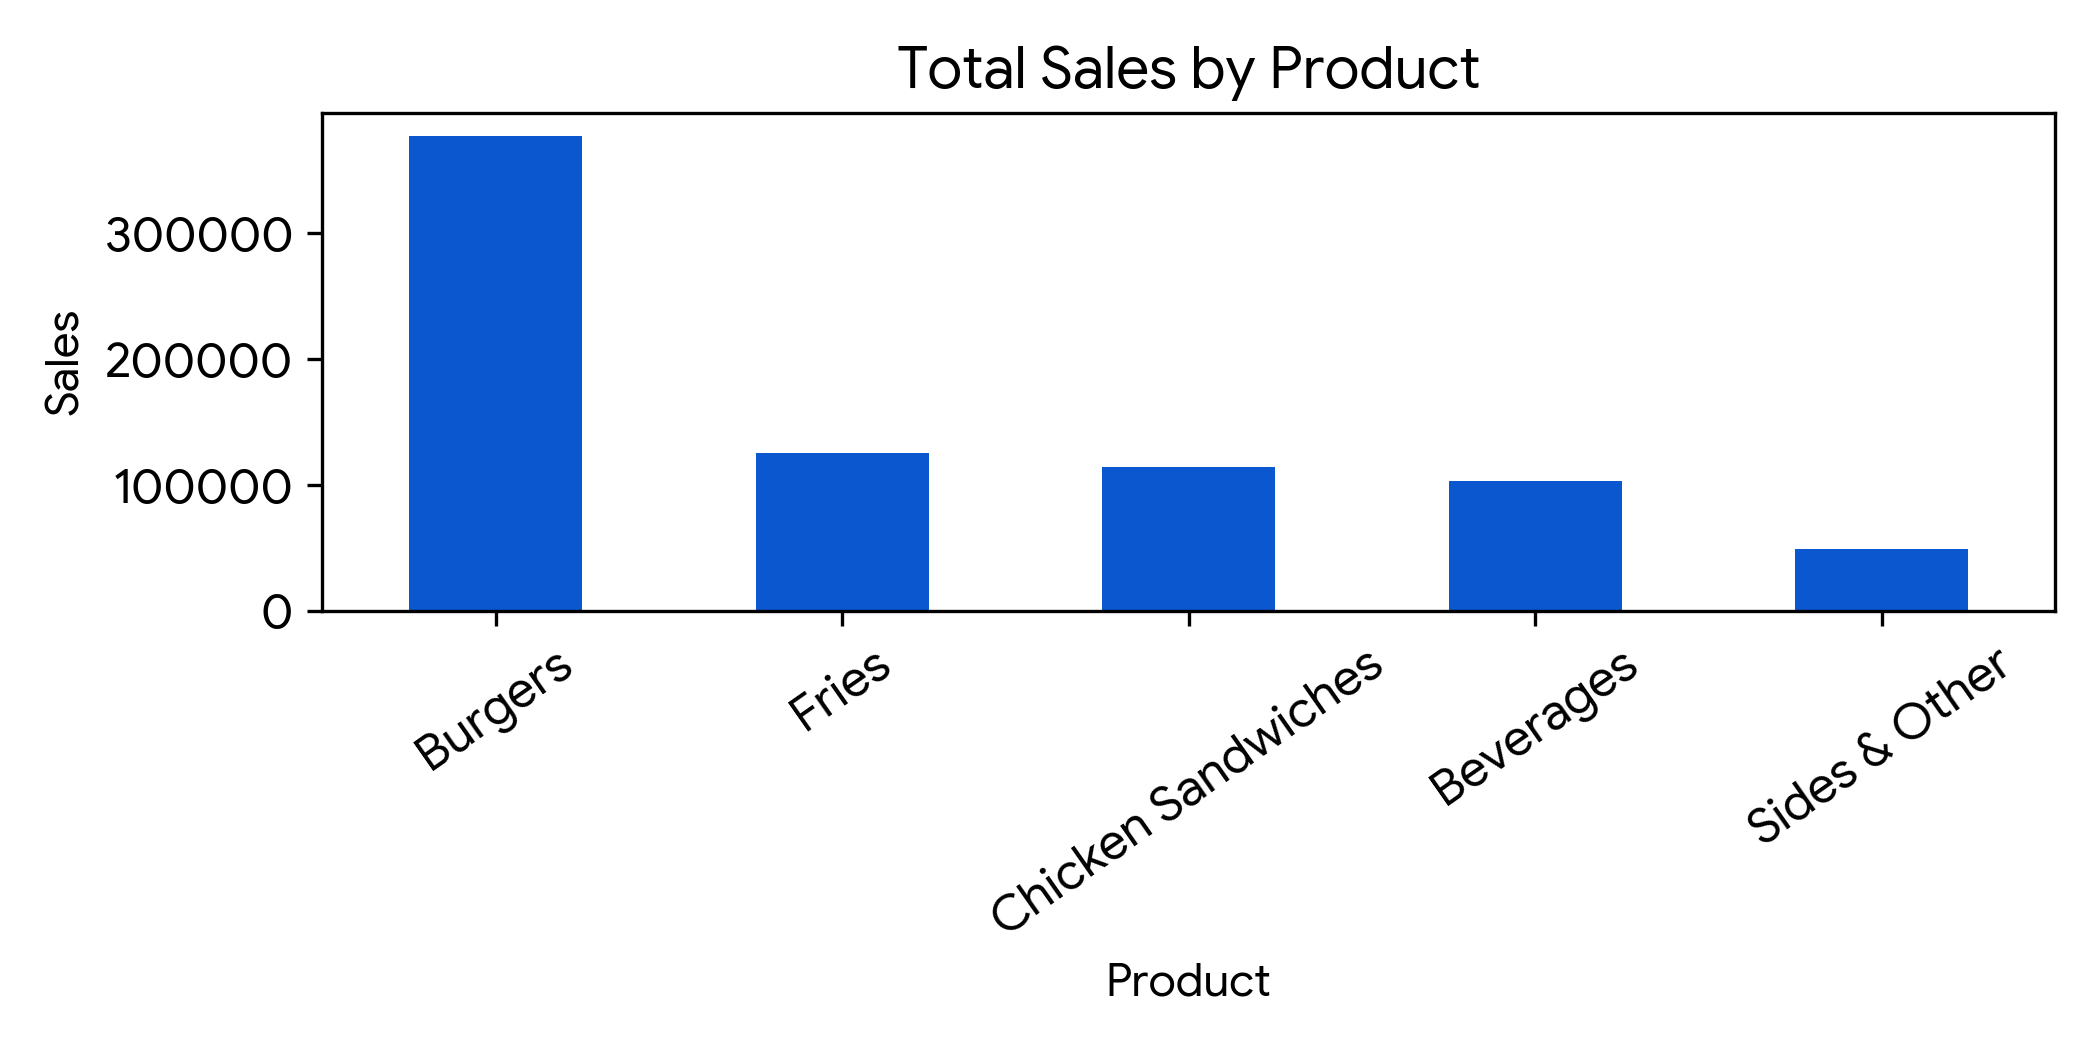 Total Sales by Product
Sales
300000
200000
100000
0
Burgers
Fries
Chicken Sandwiches
Beverages
Sides & Other
Product